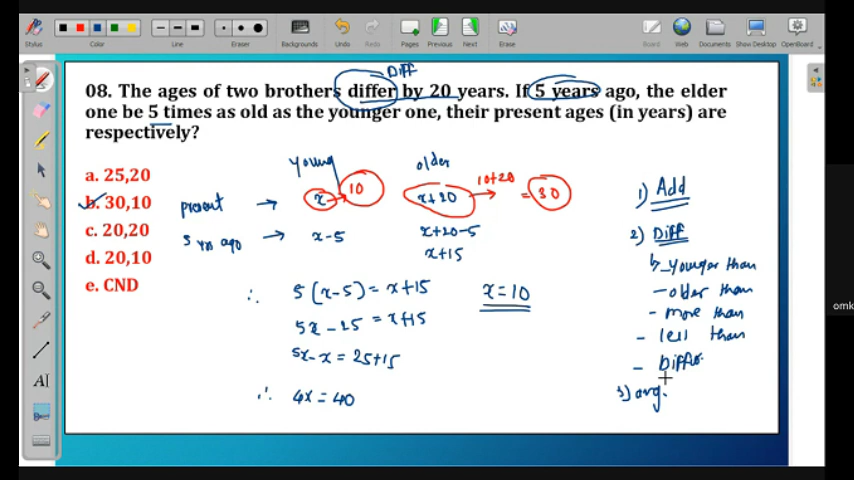 Stylus
Color
Line
Eraser
Backgrounds
Undo
Redo
Pages
Previous
Next
Erase
Board
Web
Documents
Show Desktop
OpenBoard
Diff
08. The ages of two brothers differ by 20 years. If 5 years ago, the elder
one be 5 times as old as the younger one, their present ages (in years) are
respectively?
a. 25,20
b. 30,10
c. 20,20
d. 20,10
e. CND
young older
present → x → 10 x+20 → 10+20 = 30
5 yrs ago → x-5 x+20-5
x+15
∴ 5(x-5) = x+15 x=10
5x-25 = x+15
5x-x = 25+15
∴ 4x = 40
1) Add
2) Diff
↳ younger than
- older than
- more than
- less than
- Differ
3) avg.
omk